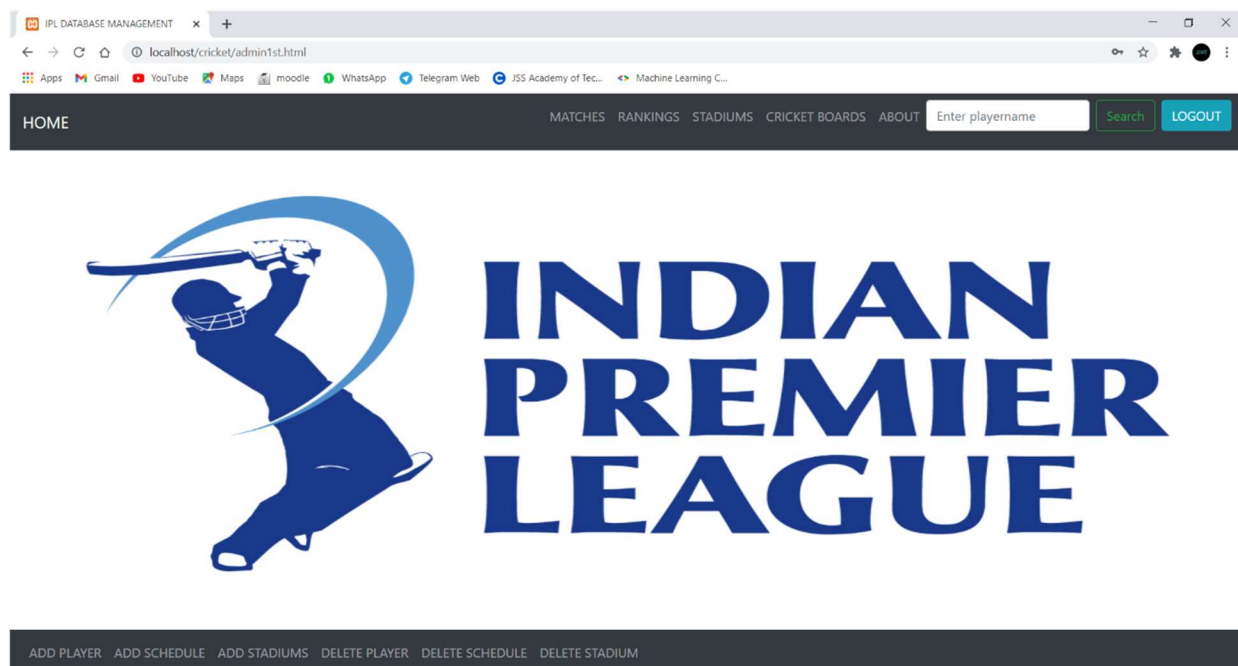 IPL DATABASE MANAGEMENT
localhost/cricket/admin1st.html
Apps Gmail YouTube Maps moodle WhatsApp Telegram Web JSS Academy of Tec... Machine Learning C...
HOME MATCHES RANKINGS STADIUMS CRICKET BOARDS ABOUT Enter playername Search LOGOUT
INDIAN
PREMIER
LEAGUE
ADD PLAYER ADD SCHEDULE ADD STADIUMS DELETE PLAYER DELETE SCHEDULE DELETE STADIUM